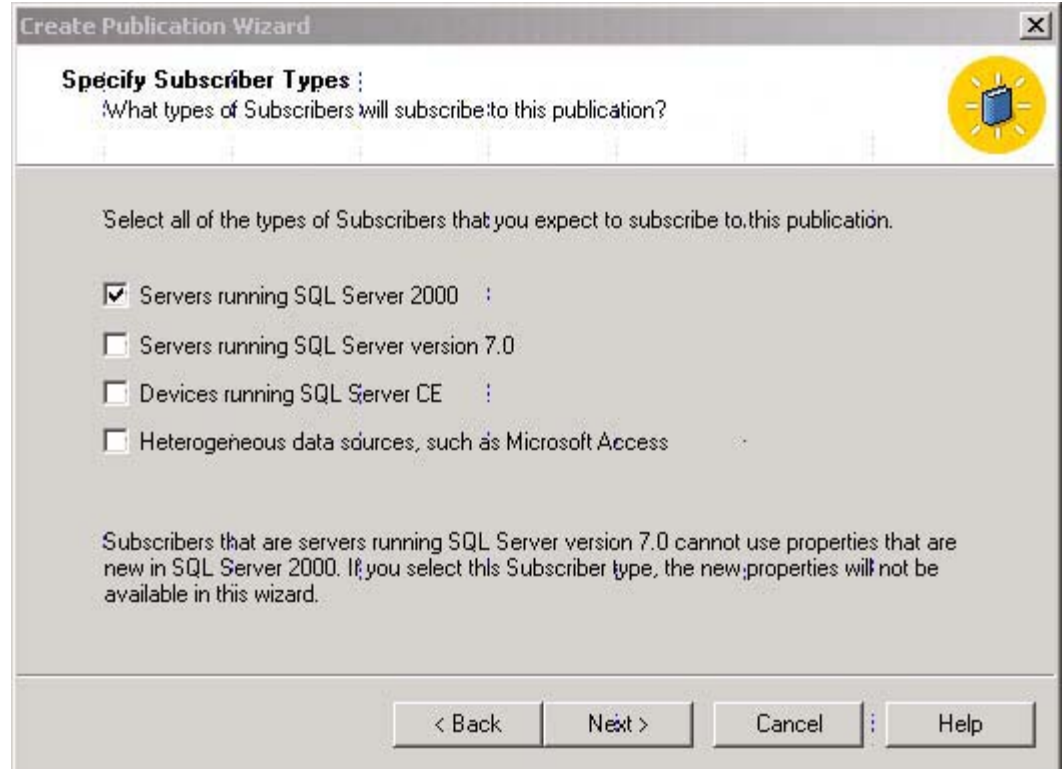 Create Publication Wizard
Specify Subscriber Types
What types of Subscribers will subscribe to this publication?
Select all of the types of Subscribers that you expect to subscribe to this publication.
Servers running SQL Server 2000
Servers running SQL Server version 7.0
Devices running SQL Server CE
Heterogeneous data sources, such as Microsoft Access
Subscribers that are servers running SQL Server version 7.0 cannot use properties that are
new in SQL Server 2000. If you select this Subscriber type, the new properties will not be
available in this wizard.
< Back Next > Cancel Help